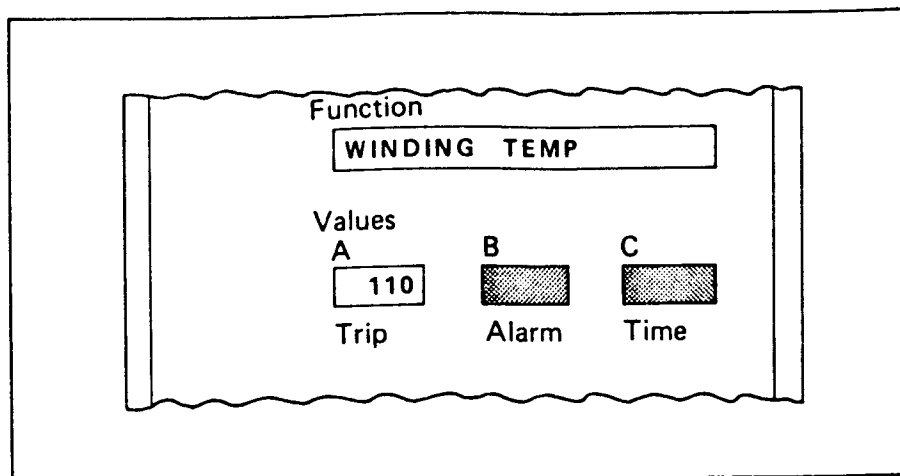 Function
WINDING TEMP
Values
A B C
110
Trip Alarm Time